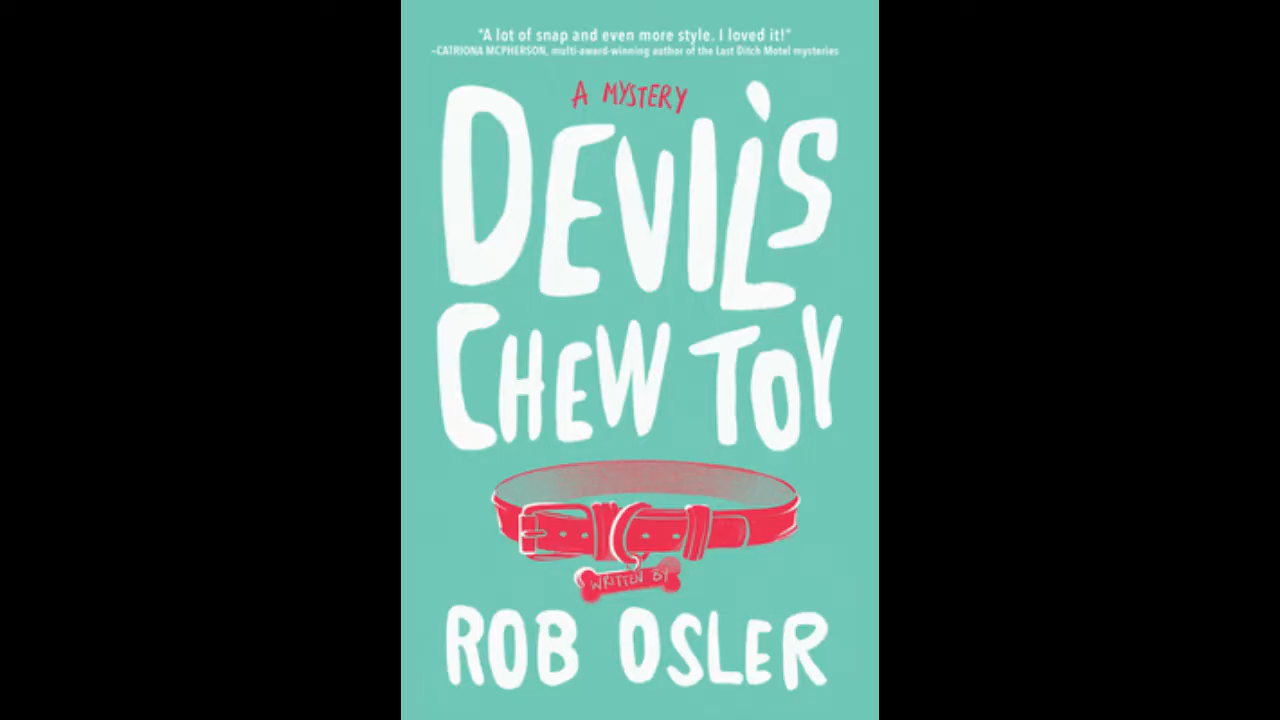 "A lot of snap and even more style. I loved it!"
–CATRIONA MCPHERSON, multi-award-winning author of the Last Ditch Motel mysteries
A MYSTERY
DEVIL'S
CHEW TOY
WRITTEN BY
ROB OSLER